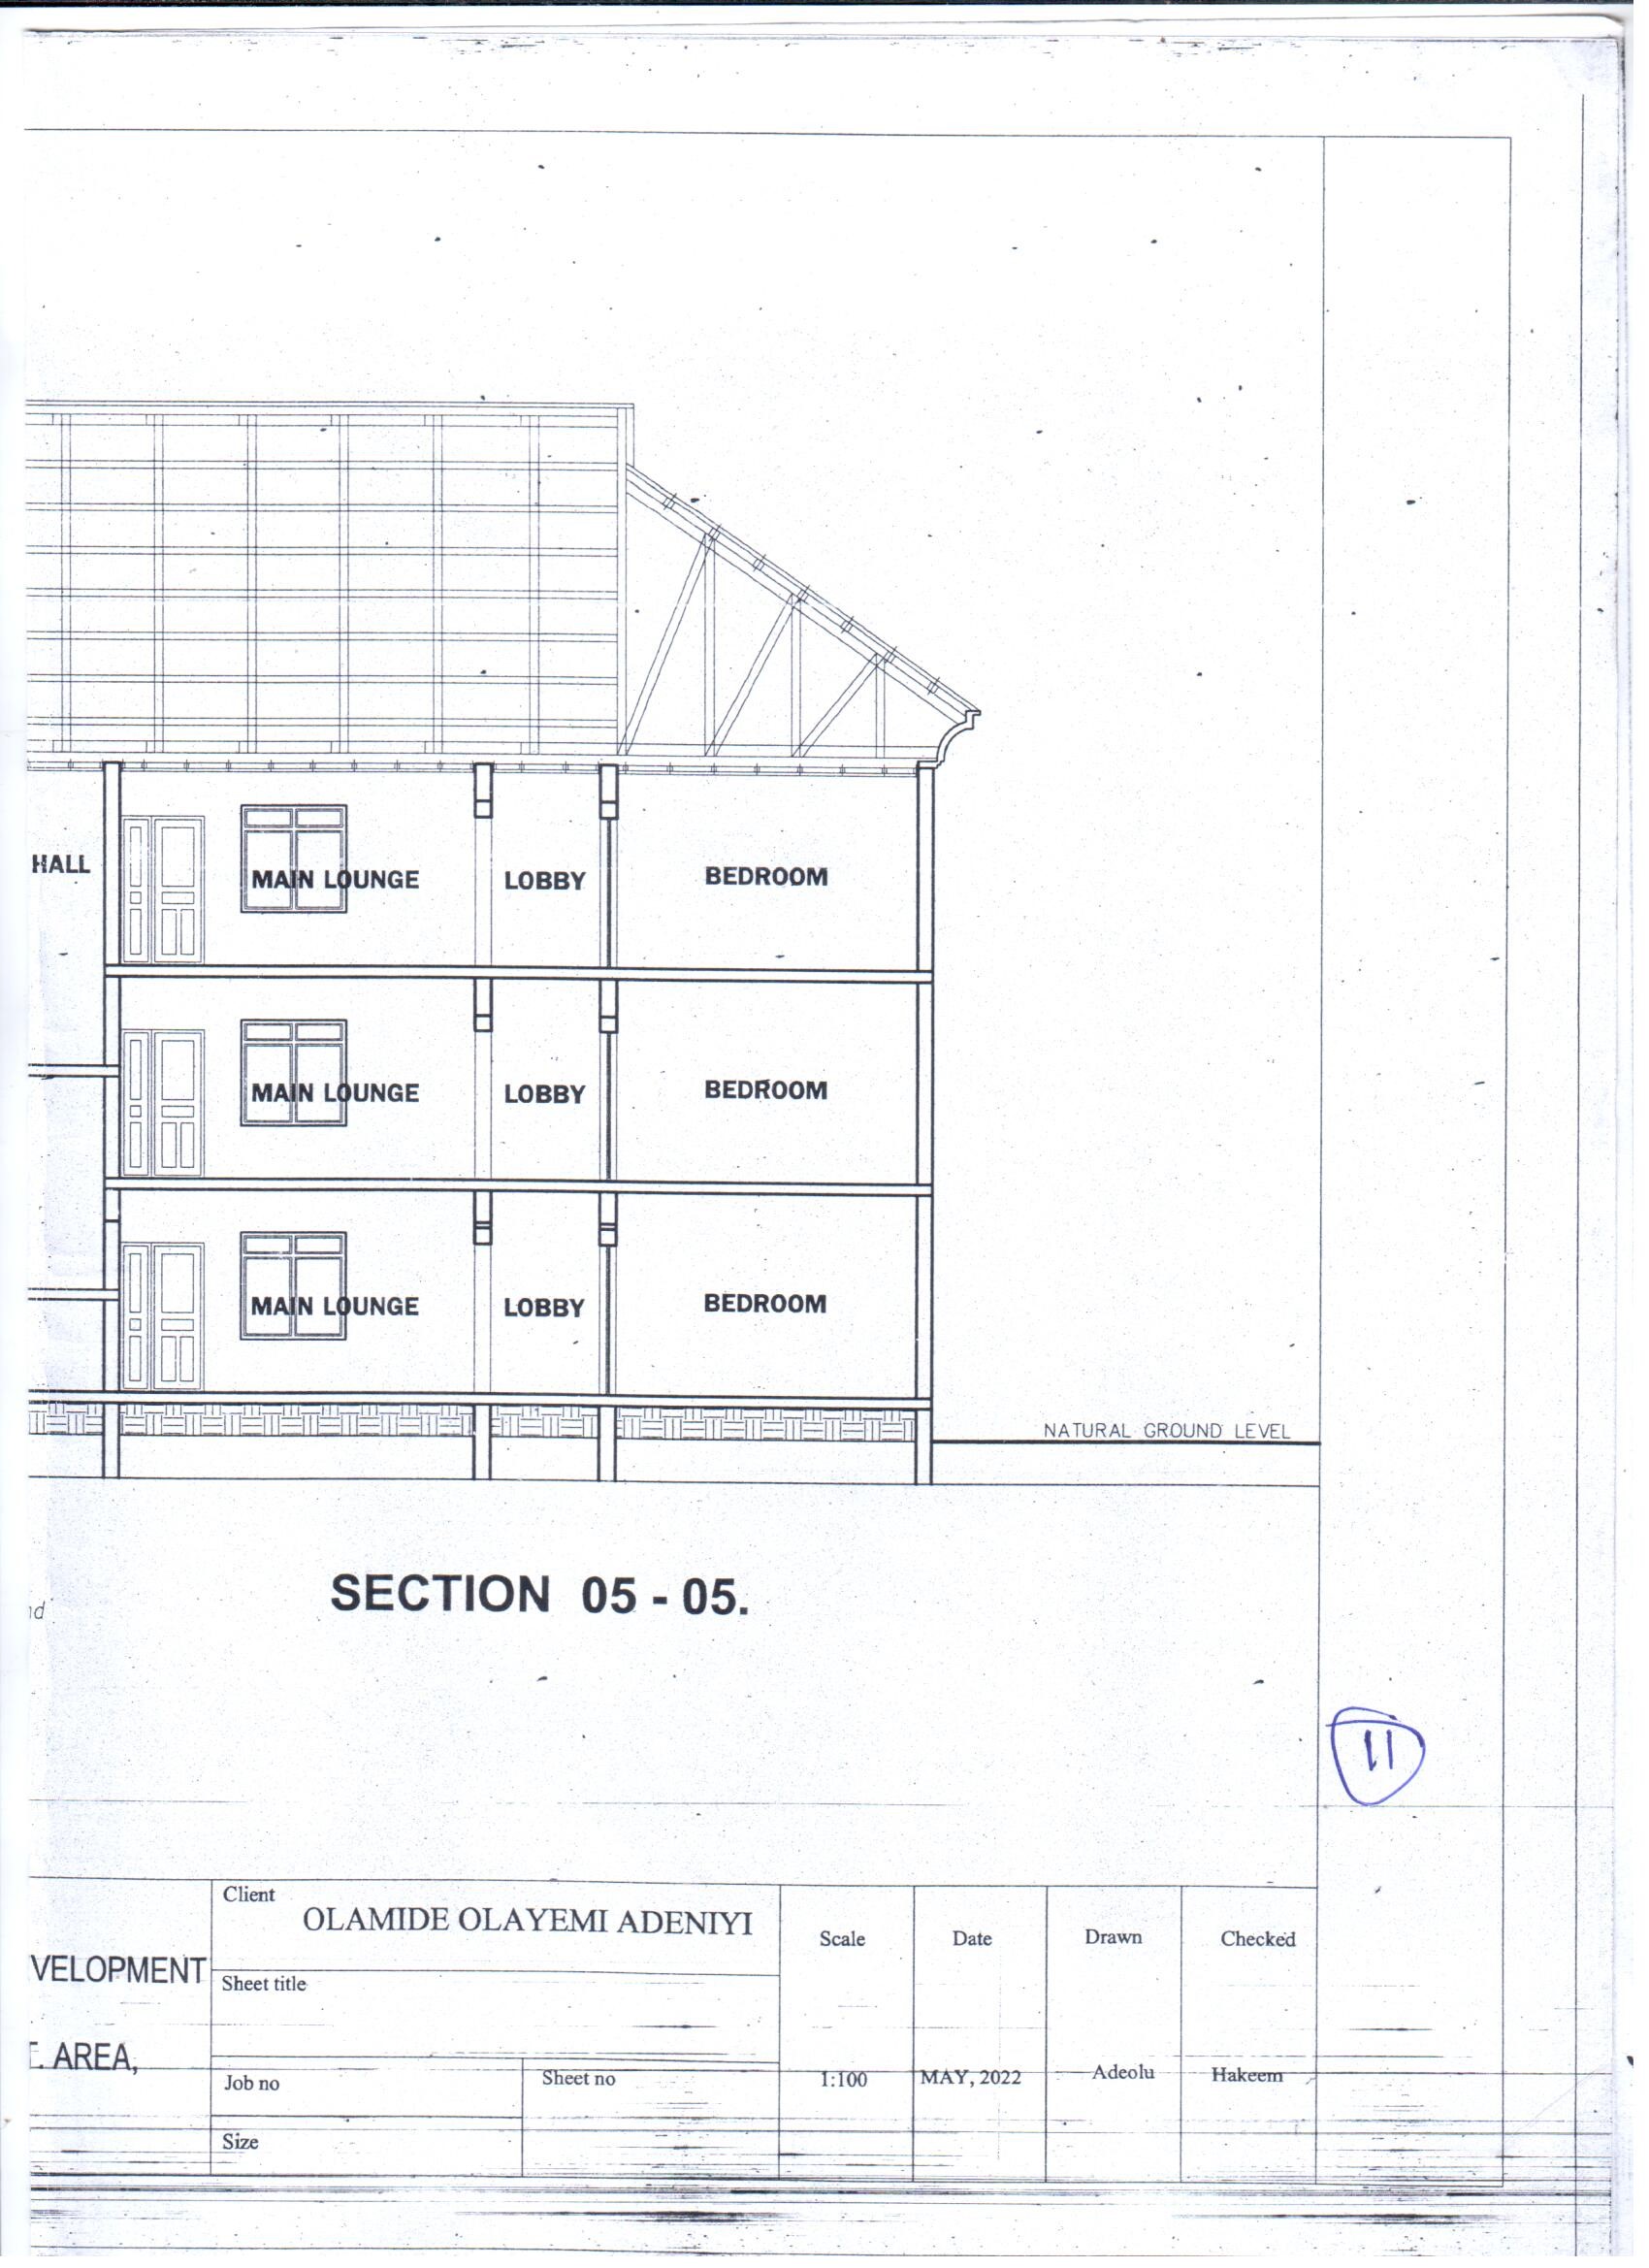 HALL
MAIN LOUNGE LOBBY BEDROOM
MAIN LOUNGE LOBBY BEDROOM
MAIN LOUNGE LOBBY BEDROOM
NATURAL GROUND LEVEL
SECTION 05 - 05.
nd
11
VELOPMENT
T. AREA,
Client
OLAMIDE OLAYEMI ADENIYI
Sheet title
Job no
Sheet no
Size
Scale
1:100
Date
MAY, 2022
Drawn
Adeolu
Checked
Hakeem